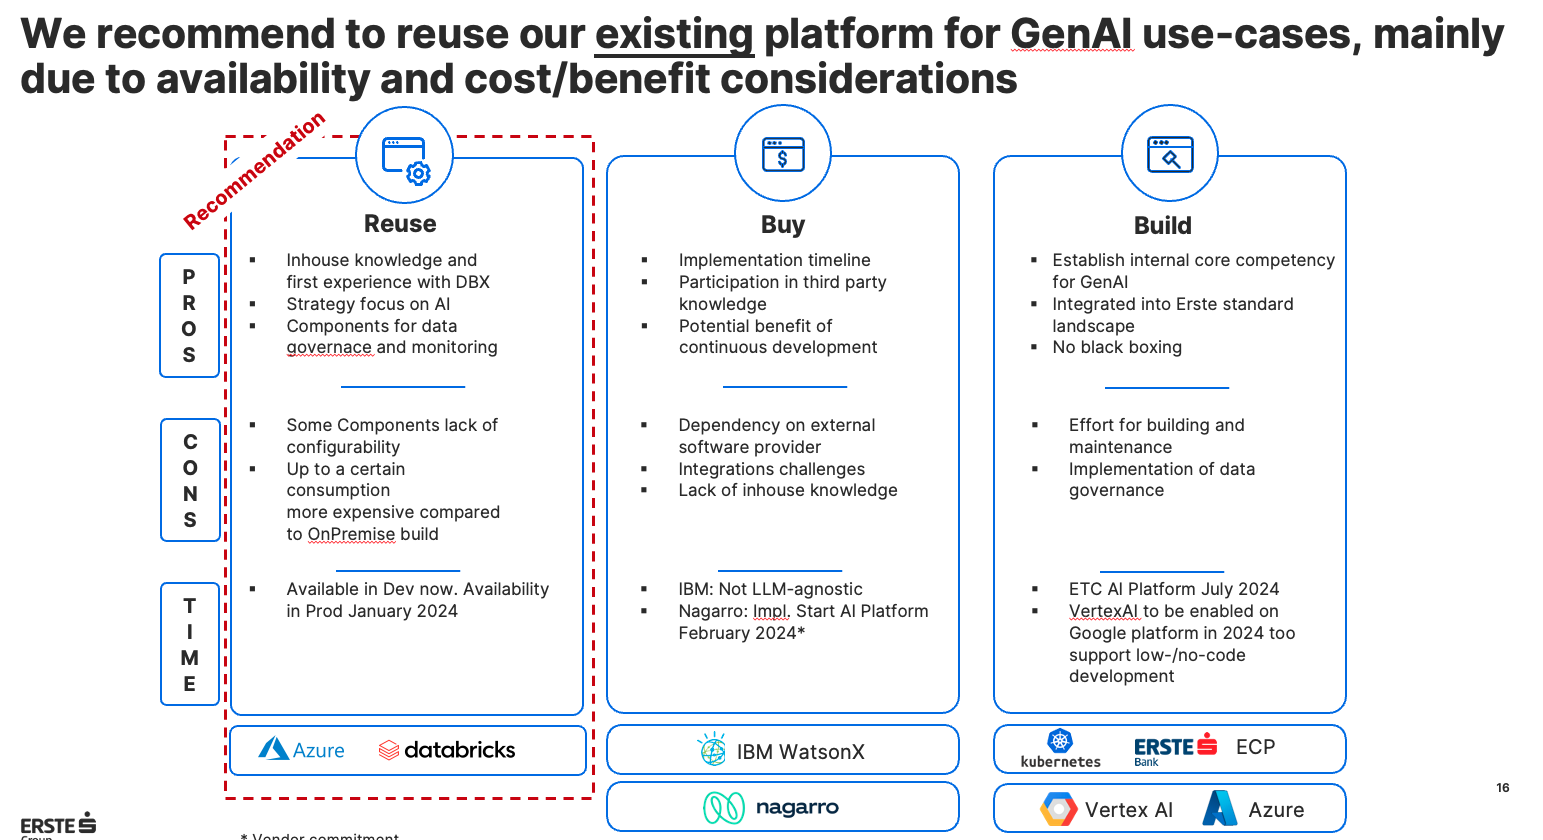 We recommend to reuse our existing platform for GenAI use-cases, mainly
due to availability and cost/benefit considerations
Recommendation
Reuse
Buy
Build
PROS
Inhouse knowledge and
first experience with DBX
Strategy focus on AI
Components for data
governace and monitoring
Implementation timeline
Participation in third party
knowledge
Potential benefit of
continuous development
Establish internal core competency
for GenAI
Integrated into Erste standard
landscape
No black boxing
CONS
Some Components lack of
configurability
Up to a certain
consumption
more expensive compared
to OnPremise build
Dependency on external
software provider
Integrations challenges
Lack of inhouse knowledge
Effort for building and
maintenance
Implementation of data
governance
TIME
Available in Dev now. Availability
in Prod January 2024
IBM: Not LLM-agnostic
Nagarro: Impl. Start AI Platform
February 2024*
ETC AI Platform July 2024
VertexAI to be enabled on
Google platform in 2024 too
support low-/no-code
development
Azure databricks
IBM WatsonX
nagarro
kubernetes ERSTE Bank ECP
Vertex AI Azure
16
ERSTE
Group
* Vendor commitment